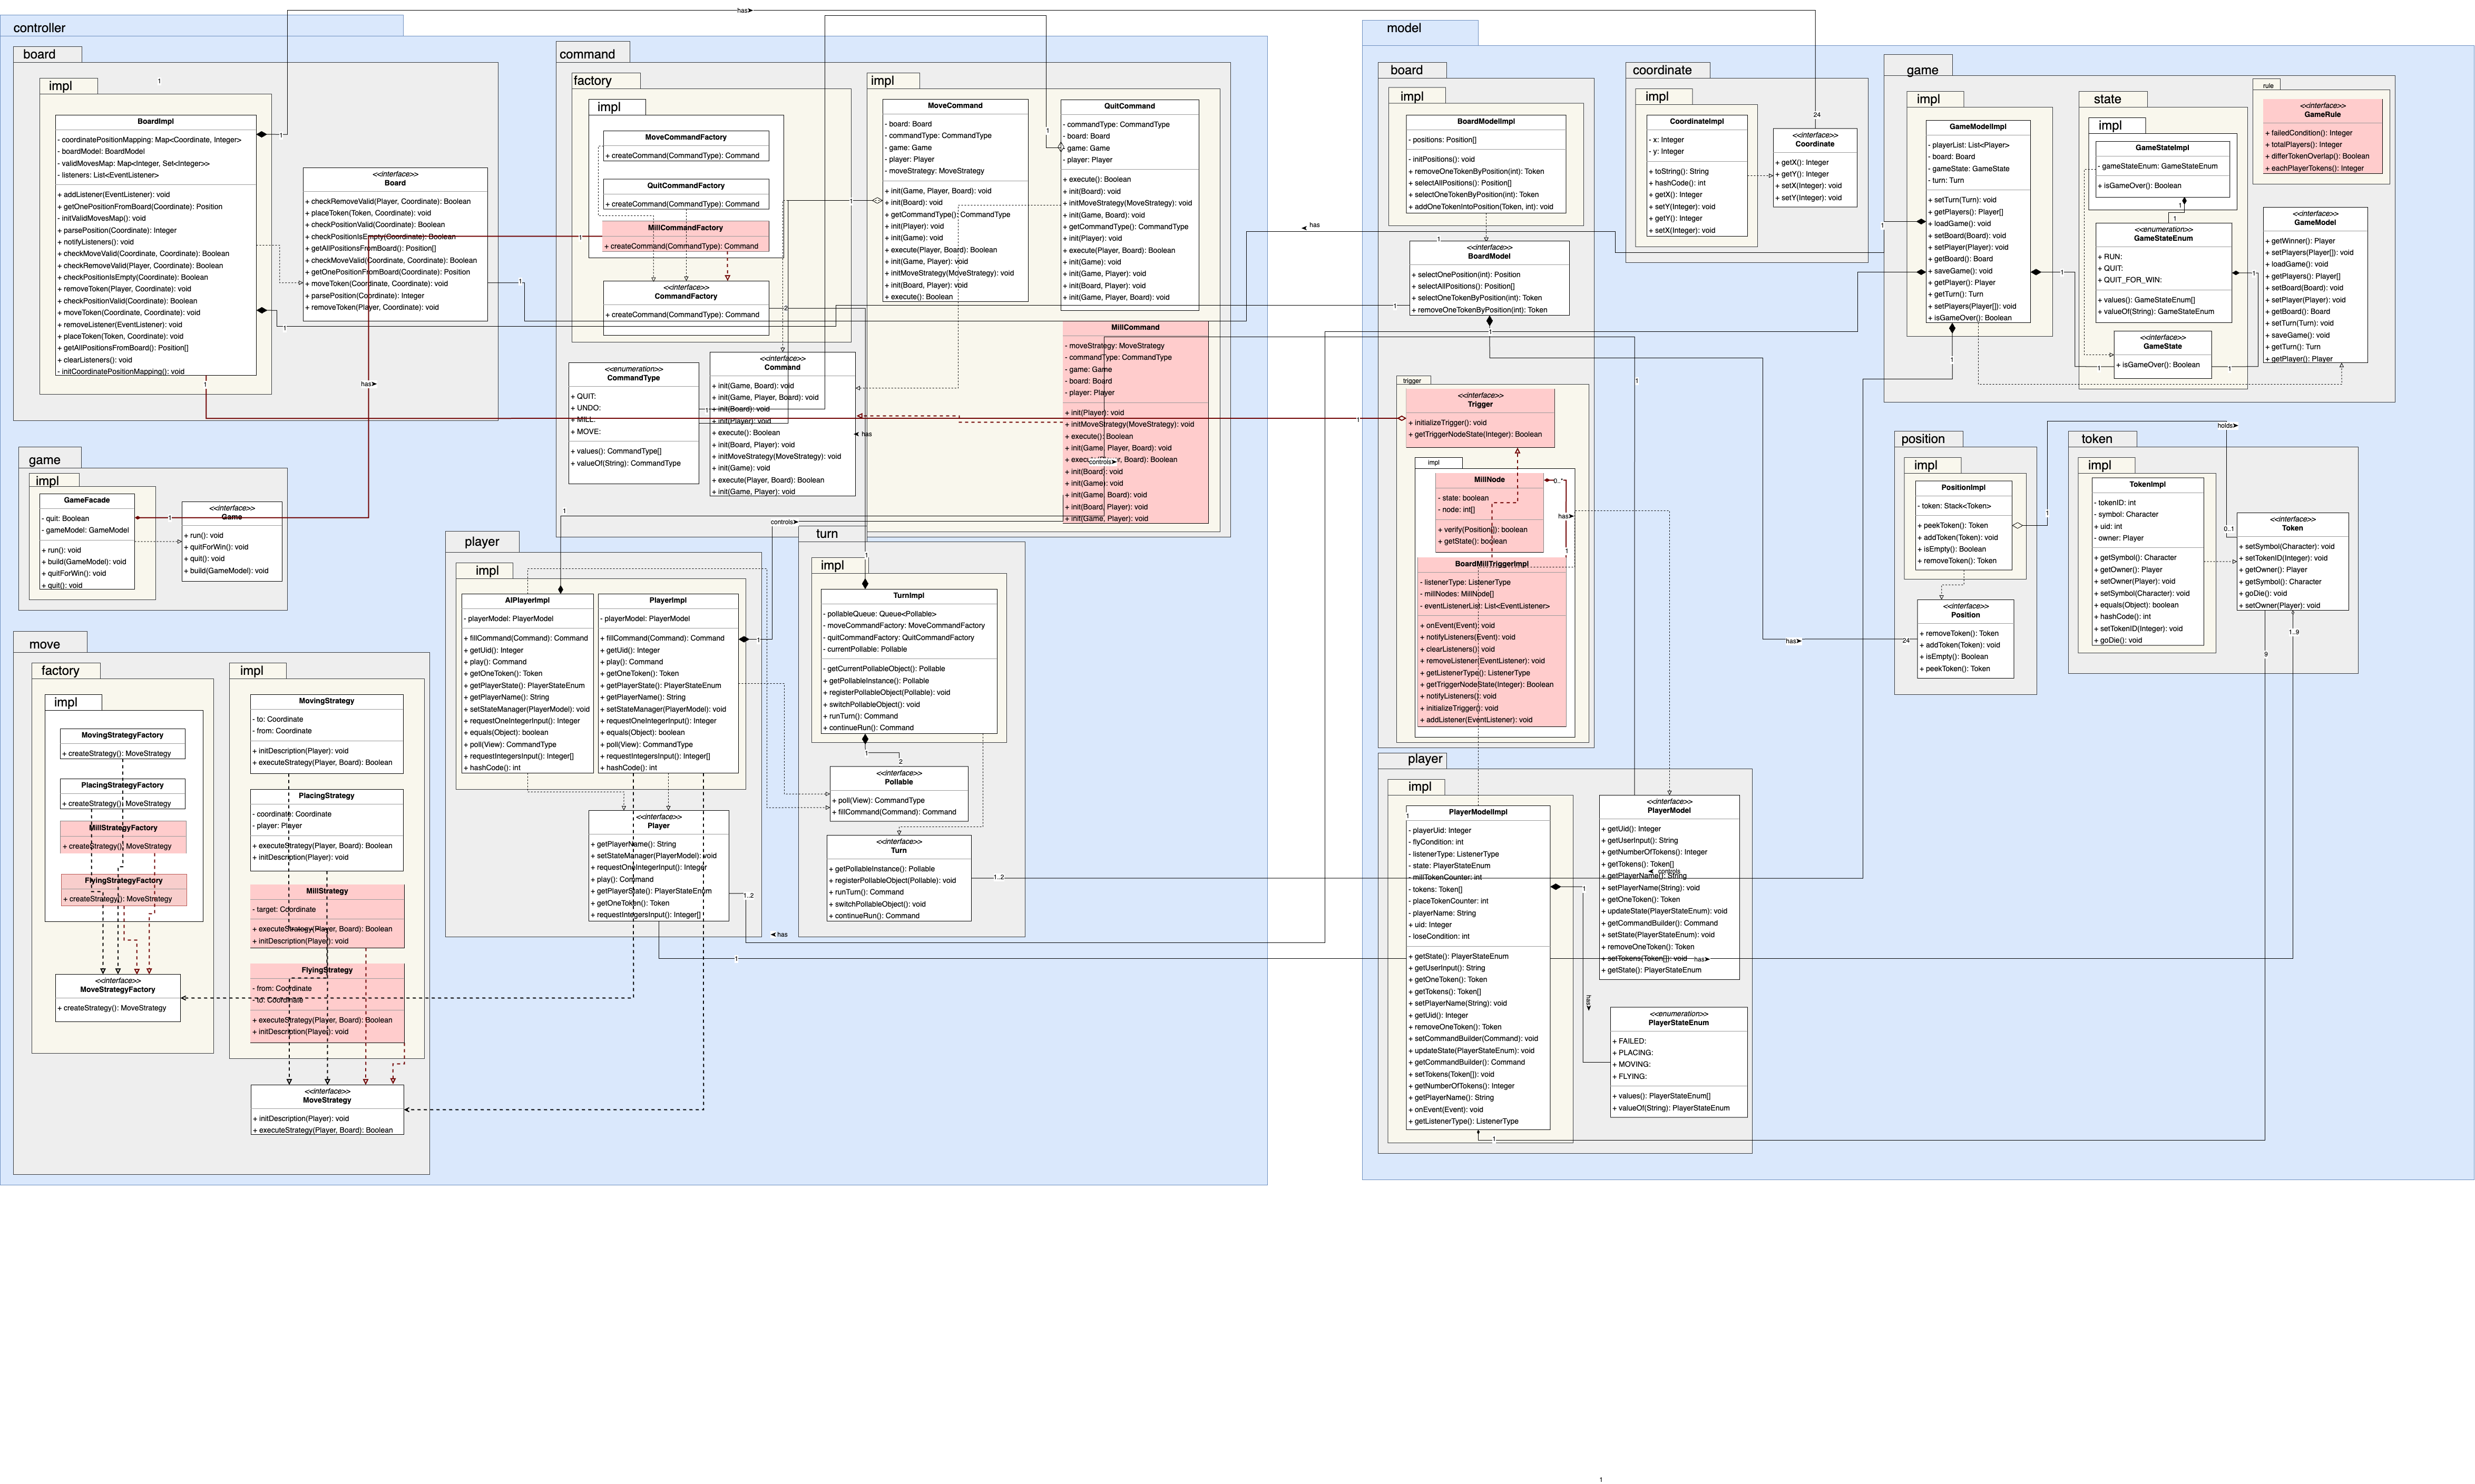 has
controller
board
impl
1
BoardImpl
- coordinatePositionMapping: Map<Coordinate, Integer>
- boardModel: BoardModel
- validMovesMap: Map<Integer, Set<Integer>>
- listeners: List<EventListener>
+ addListener(EventListener): void
+ getOnePositionFromBoard(Coordinate): Position
- initValidMovesMap(): void
+ parsePosition(Coordinate): Integer
+ notifyListeners(): void
+ checkMoveValid(Coordinate, Coordinate): Boolean
+ checkRemoveValid(Player, Coordinate): Boolean
+ checkPositionIsEmpty(Coordinate): Boolean
+ removeToken(Player, Coordinate): void
+ checkPositionValid(Coordinate): Boolean
+ moveToken(Coordinate, Coordinate): void
+ removeListener(EventListener): void
+ placeToken(Token, Coordinate): void
+ getAllPositionsFromBoard(): Position[]
+ clearListeners(): void
- initCoordinatePositionMapping(): void
1
1
1
<<interface>>
Board
+ checkRemoveValid(Player, Coordinate): Boolean
+ placeToken(Token, Coordinate): void
+ checkPositionValid(Coordinate): Boolean
+ checkPositionIsEmpty(Coordinate): Boolean
+ getAllPositionsFromBoard(): Position[]
+ checkMoveValid(Coordinate, Coordinate): Boolean
+ getOnePositionFromBoard(Coordinate): Position
+ moveToken(Coordinate, Coordinate): void
+ parsePosition(Coordinate): Integer
+ removeToken(Player, Coordinate): void
1
has
command
factory
impl
MoveCommandFactory
+ createCommand(CommandType): Command
QuitCommandFactory
+ createCommand(CommandType): Command
MillCommandFactory
+ createCommand(CommandType): Command
1
<<interface>>
CommandFactory
+ createCommand(CommandType): Command
2
<<enumeration>>
CommandType
+ QUIT:
+ UNDO:
+ MILL:
+ MOVE:
+ values(): CommandType[]
+ valueOf(String): CommandType
1
<<interface>>
Command
+ init(Game, Board): void
+ init(Game, Player, Board): void
+ init(Board): void
+ init(Player): void
+ execute(): Boolean
+ init(Board, Player): void
+ initMoveStrategy(MoveStrategy): void
+ init(Game): void
+ execute(Player, Board): Boolean
+ init(Game, Player): void
has
impl
MoveCommand
- board: Board
- commandType: CommandType
- game: Game
- player: Player
- moveStrategy: MoveStrategy
+ init(Game, Player, Board): void
+ init(Board): void
+ getCommandType(): CommandType
+ init(Player): void
+ init(Game): void
+ execute(Player, Board): Boolean
+ init(Game, Player): void
+ initMoveStrategy(MoveStrategy): void
+ init(Board, Player): void
+ execute(): Boolean
1
1
QuitCommand
- commandType: CommandType
- board: Board
- game: Game
- player: Player
+ execute(): Boolean
+ init(Board): void
+ initMoveStrategy(MoveStrategy): void
+ init(Game, Board): void
+ getCommandType(): CommandType
+ init(Player): void
+ execute(Player, Board): Boolean
+ init(Game): void
+ init(Game, Player): void
+ init(Board, Player): void
+ init(Game, Player, Board): void
MillCommand
- moveStrategy: MoveStrategy
- commandType: CommandType
- game: Game
- board: Board
- player: Player
+ init(Player): void
+ initMoveStrategy(MoveStrategy): void
+ execute(): Boolean
+ init(Game, Player, Board): void
controls
+ init(Board): void
+ init(Game): void
+ init(Game, Board): void
+ init(Board, Player): void
+ init(Game, Player): void
game
impl
GameFacade
- quit: Boolean
- gameModel: GameModel
+ run(): void
+ build(GameModel): void
+ quitForWin(): void
+ quit(): void
1
<<interface>>
Game
+ run(): void
+ quitForWin(): void
+ quit(): void
+ build(GameModel): void
move
factory
impl
MovingStrategyFactory
+ createStrategy(): MoveStrategy
PlacingStrategyFactory
+ createStrategy(): MoveStrategy
MillStrategyFactory
+ createStrategy(): MoveStrategy
FlyingStrategyFactory
+ createStrategy(): MoveStrategy
<<interface>>
MoveStrategyFactory
+ createStrategy(): MoveStrategy
impl
MovingStrategy
- to: Coordinate
- from: Coordinate
+ initDescription(Player): void
+ executeStrategy(Player, Board): Boolean
PlacingStrategy
- coordinate: Coordinate
- player: Player
+ executeStrategy(Player, Board): Boolean
+ initDescription(Player): void
MillStrategy
- target: Coordinate
+ executeStrategy(Player, Board): Boolean
+ initDescription(Player): void
FlyingStrategy
- from: Coordinate
- to: Coordinate
+ executeStrategy(Player, Board): Boolean
+ initDescription(Player): void
<<interface>>
MoveStrategy
+ initDescription(Player): void
+ executeStrategy(Player, Board): Boolean
player
impl
1
controls
AIPlayerImpl
- playerModel: PlayerModel
+ fillCommand(Command): Command
+ getUid(): Integer
+ play(): Command
+ getOneToken(): Token
+ getPlayerState(): PlayerStateEnum
+ getPlayerName(): String
+ setStateManager(PlayerModel): void
+ requestOneIntegerInput(): Integer
+ equals(Object): boolean
+ poll(View): CommandType
+ requestIntegersInput(): Integer[]
+ hashCode(): int
PlayerImpl
- playerModel: PlayerModel
+ fillCommand(Command): Command
+ getUid(): Integer
+ play(): Command
+ getOneToken(): Token
+ getPlayerState(): PlayerStateEnum
+ getPlayerName(): String
+ setStateManager(PlayerModel): void
+ requestOneIntegerInput(): Integer
+ equals(Object): boolean
+ poll(View): CommandType
+ requestIntegersInput(): Integer[]
+ hashCode(): int
1
<<interface>>
Player
+ getPlayerName(): String
+ setStateManager(PlayerModel): void
+ requestOneIntegerInput(): Integer
+ play(): Command
+ getPlayerState(): PlayerStateEnum
+ getOneToken(): Token
+ requestIntegersInput(): Integer[]
1..2
has
1
turn
impl
1
TurnImpl
- pollableQueue: Queue<Pollable>
- moveCommandFactory: MoveCommandFactory
- quitCommandFactory: QuitCommandFactory
- currentPollable: Pollable
- getCurrentPollableObject(): Pollable
+ getPollableInstance(): Pollable
+ registerPollableObject(Pollable): void
+ switchPollableObject(): void
+ runTurn(): Command
+ continueRun(): Command
1
2
<<interface>>
Pollable
+ poll(View): CommandType
+ fillCommand(Command): Command
<<interface>>
Turn
+ getPollableInstance(): Pollable
+ registerPollableObject(Pollable): void
+ runTurn(): Command
+ switchPollableObject(): void
+ continueRun(): Command
1..2
model
has
board
impl
BoardModelImpl
- positions: Position[]
- initPositions(): void
+ removeOneTokenByPosition(int): Token
+ selectAllPositions(): Position[]
+ selectOneTokenByPosition(int): Token
+ addOneTokenIntoPosition(Token, int): void
1
<<interface>>
BoardModel
+ selectOnePosition(int): Position
+ selectAllPositions(): Position[]
+ selectOneTokenByPosition(int): Token
+ removeOneTokenByPosition(int): Token
1
1
1
trigger
1
<<interface>>
Trigger
+ initializeTrigger(): void
+ getTriggerNodeState(Integer): Boolean
impl
MillNode
- state: boolean
- node: int[]
+ verify(Position[]): boolean
+ getState(): boolean
0..*
has
1
BoardMillTriggerImpl
- listenerType: ListenerType
- millNodes: MillNode[]
- eventListenerList: List<EventListener>
+ onEvent(Event): void
+ notifyListeners(Event): void
+ clearListeners(): void
+ removeListener(EventListener): void
+ getListenerType(): ListenerType
+ getTriggerNodeState(Integer): Boolean
+ notifyListeners(): void
+ initializeTrigger(): void
+ addListener(EventListener): void
coordinate
impl
CoordinateImpl
- x: Integer
- y: Integer
+ toString(): String
+ hashCode(): int
+ getX(): Integer
+ setY(Integer): void
+ getY(): Integer
+ setX(Integer): void
24
<<interface>>
Coordinate
+ getX(): Integer
+ getY(): Integer
+ setX(Integer): void
+ setY(Integer): void
game
impl
GameModelImpl
- playerList: List<Player>
- board: Board
- gameState: GameState
- turn: Turn
+ setTurn(Turn): void
+ getPlayers(): Player[]
+ loadGame(): void
+ setBoard(Board): void
+ setPlayer(Player): void
+ getBoard(): Board
+ saveGame(): void
+ getPlayer(): Player
+ getTurn(): Turn
+ setPlayers(Player[]): void
+ isGameOver(): Boolean
1
1
1
state
impl
GameStateImpl
- gameStateEnum: GameStateEnum
+ isGameOver(): Boolean
1
1
<<enumeration>>
GameStateEnum
+ RUN:
+ QUIT:
+ QUIT_FOR_WIN:
+ values(): GameStateEnum[]
+ valueOf(String): GameStateEnum
1
<<interface>>
GameState
+ isGameOver(): Boolean
1
1
rule
<<interface>>
GameRule
+ failedCondition(): Integer
+ totalPlayers(): Integer
+ differTokenOverlap(): Boolean
+ eachPlayerTokens(): Integer
<<interface>>
GameModel
+ getWinner(): Player
+ setPlayers(Player[]): void
+ loadGame(): void
+ getPlayers(): Player[]
+ setBoard(Board): void
+ setPlayer(Player): void
+ getBoard(): Board
+ setTurn(Turn): void
+ saveGame(): void
+ getTurn(): Turn
+ getPlayer(): Player
position
impl
PositionImpl
- token: Stack<Token>
+ peekToken(): Token
+ addToken(Token): void
+ isEmpty(): Boolean
+ removeToken(): Token
1
has
24
<<interface>>
Position
+ removeToken(): Token
+ addToken(Token): void
+ isEmpty(): Boolean
+ peekToken(): Token
holds
token
impl
TokenImpl
- tokenID: int
- symbol: Character
+ uid: int
- owner: Player
+ getSymbol(): Character
+ getOwner(): Player
+ setOwner(Player): void
+ setSymbol(Character): void
+ equals(Object): boolean
+ hashCode(): int
+ setTokenID(Integer): void
+ goDie(): void
0..1
<<interface>>
Token
+ setSymbol(Character): void
+ setTokenID(Integer): void
+ getOwner(): Player
+ getSymbol(): Character
+ goDie(): void
+ setOwner(Player): void
1..9
9
player
impl
PlayerModelImpl
1
- playerUid: Integer
- flyCondition: int
- listenerType: ListenerType
- state: PlayerStateEnum
- millTokenCounter: int
- tokens: Token[]
- placeTokenCounter: int
- playerName: String
+ uid: Integer
- loseCondition: int
+ getState(): PlayerStateEnum
+ getUserInput(): String
+ getOneToken(): Token
+ getTokens(): Token[]
+ setPlayerName(String): void
+ getUid(): Integer
+ removeOneToken(): Token
+ setCommandBuilder(Command): void
+ updateState(PlayerStateEnum): void
+ getCommandBuilder(): Command
+ setTokens(Token[]): void
+ getNumberOfTokens(): Integer
+ getPlayerName(): String
+ onEvent(Event): void
+ getListenerType(): ListenerType
1
1
<<interface>>
PlayerModel
+ getUid(): Integer
+ getUserInput(): String
+ getNumberOfTokens(): Integer
+ getTokens(): Token[]
+ getPlayerName(): String
controls
+ setPlayerName(String): void
+ getOneToken(): Token
+ updateState(PlayerStateEnum): void
+ getCommandBuilder(): Command
+ setState(PlayerStateEnum): void
+ removeOneToken(): Token
+ setTokens(Token[]): void
has
+ getState(): PlayerStateEnum
has
<<enumeration>>
PlayerStateEnum
+ FAILED:
+ PLACING:
+ MOVING:
+ FLYING:
+ values(): PlayerStateEnum[]
+ valueOf(String): PlayerStateEnum
1